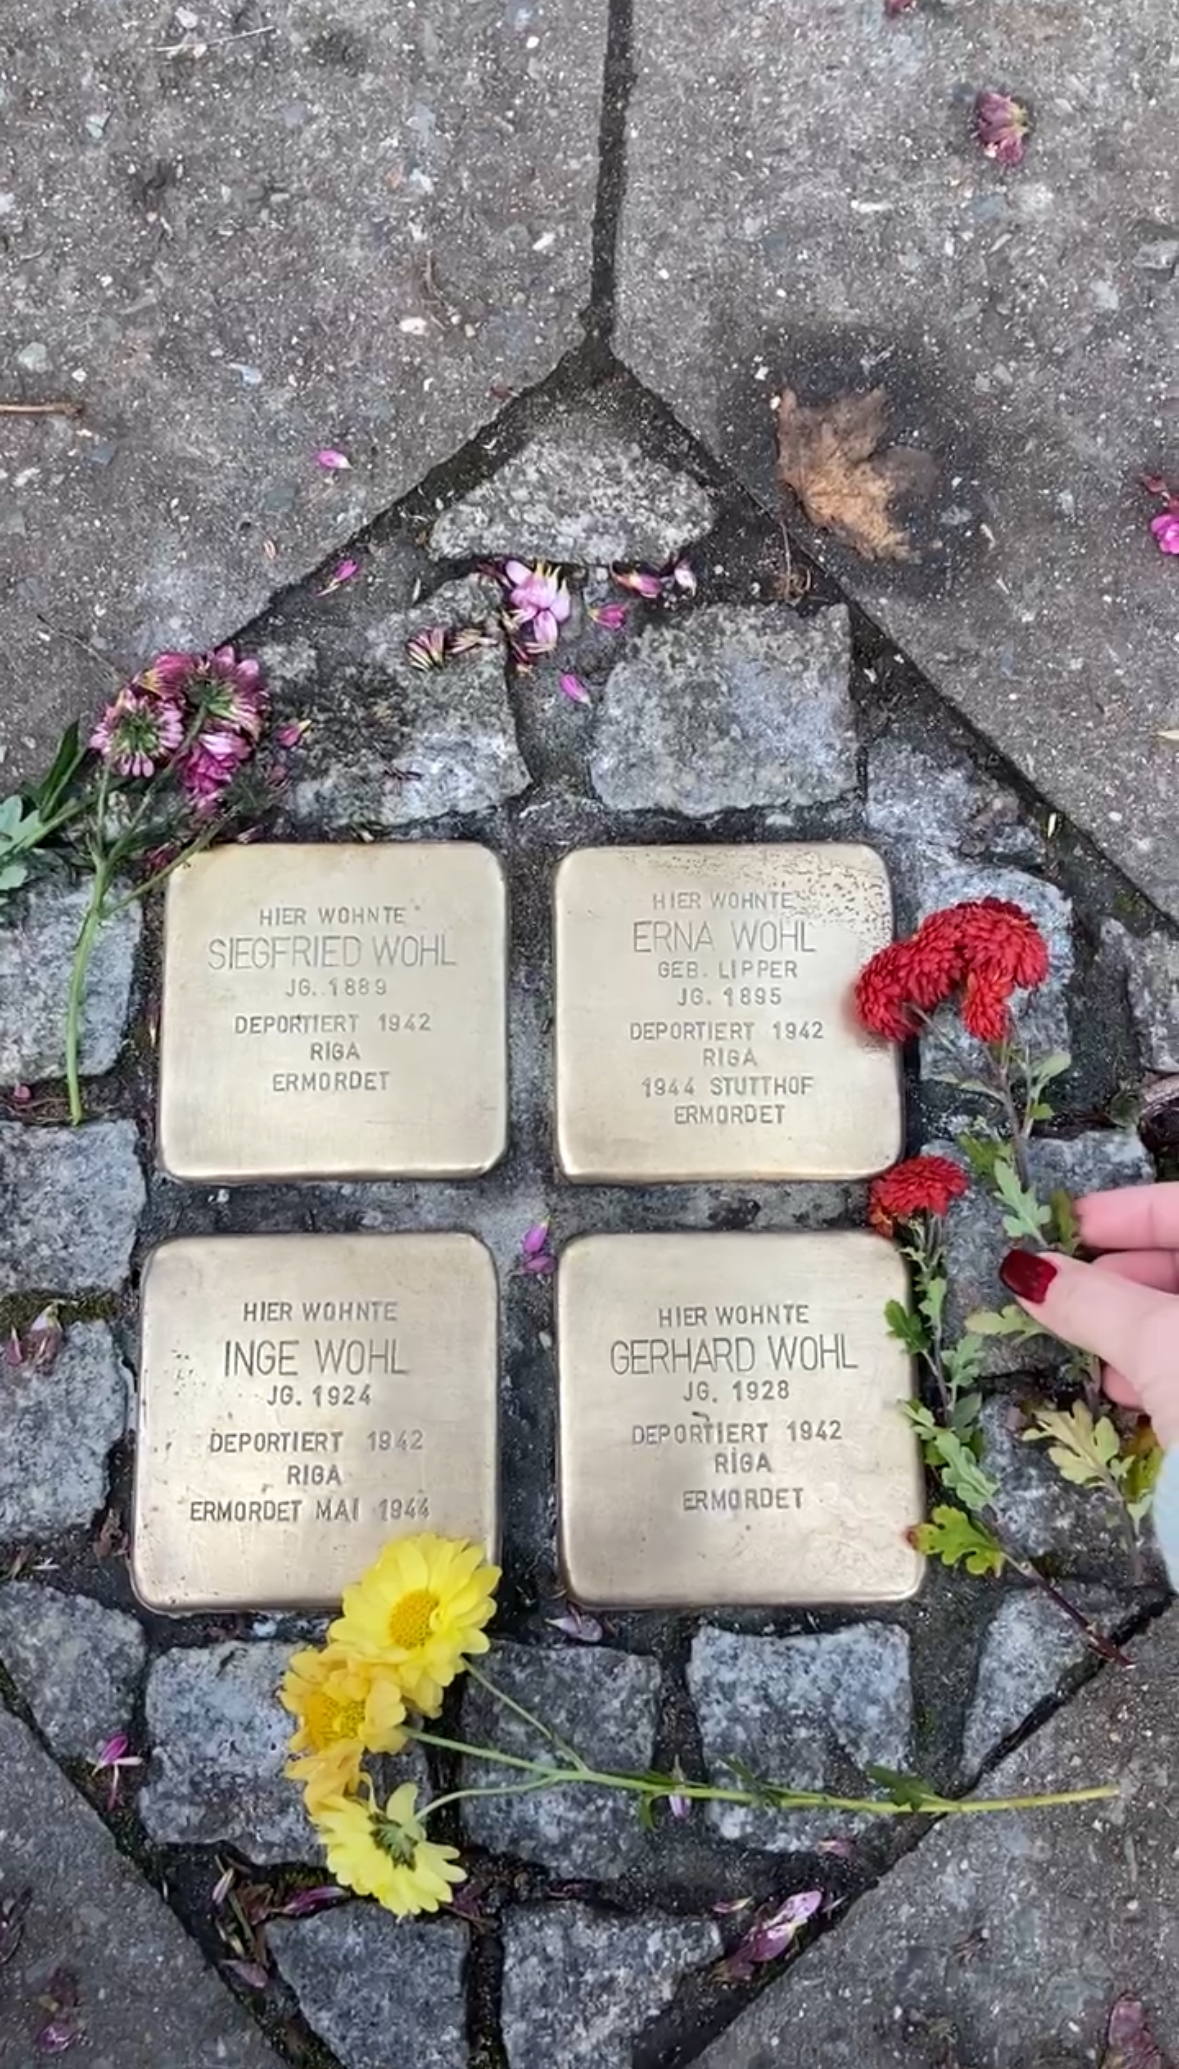 HIER WOHNTE
SIEGFRIED WOHL
JG. 1889
DEPORTIERT 1942
RIGA
ERMORDET
HIER WOHNTE
ERNA WOHL
GEB. LIPPER
JG. 1895
DEPORTIERT 1942
RIGA
1944 STUTTHOF
ERMORDET
HIER WOHNTE
INGE WOHL
JG. 1924
DEPORTIERT 1942
RIGA
ERMORDET MAI 1944
HIER WOHNTE
GERHARD WOHL
JG. 1928
DEPORTIERT 1942
RIGA
ERMORDET